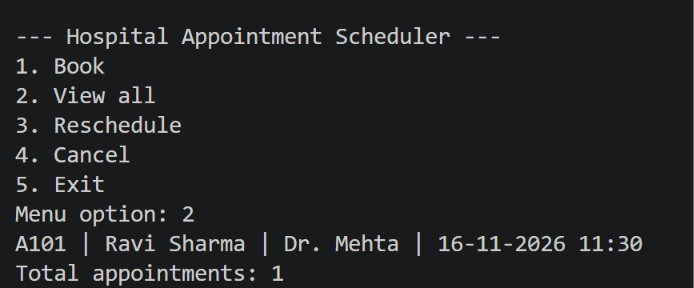 --- Hospital Appointment Scheduler ---
1. Book
2. View all
3. Reschedule
4. Cancel
5. Exit
Menu option: 2
A101 | Ravi Sharma | Dr. Mehta | 16-11-2026 11:30
Total appointments: 1